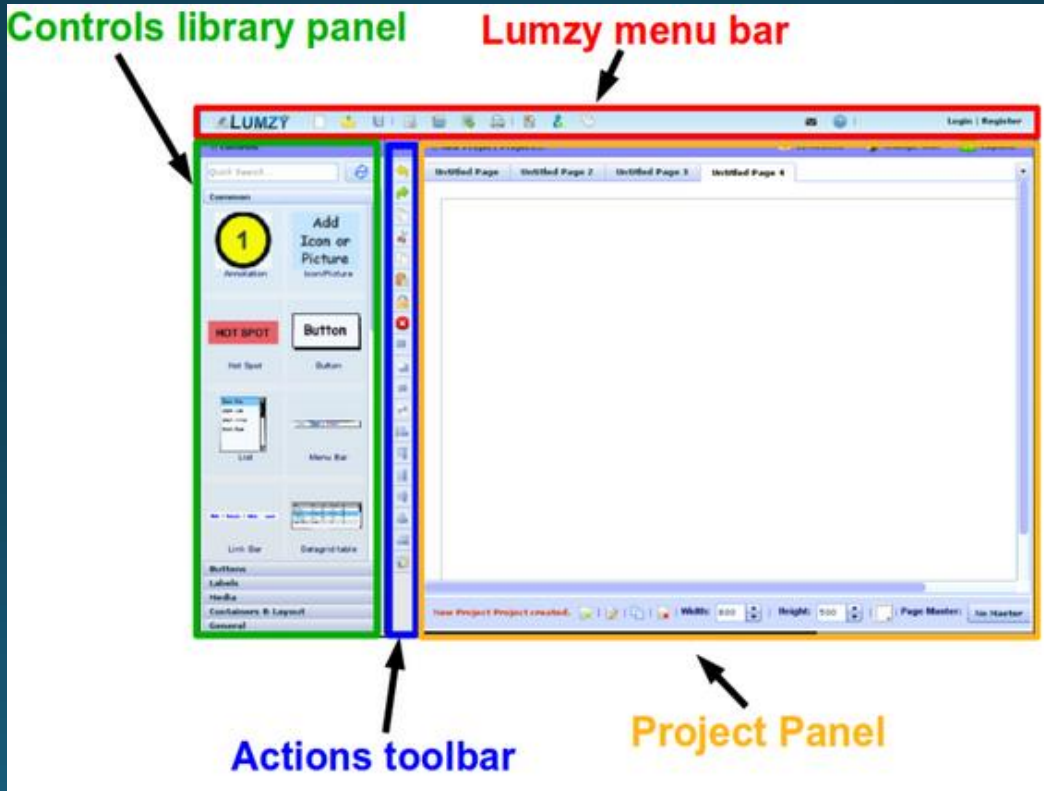 Controls library panel
Lumzy menu bar
LUMZY
Login | Register
New Project Project...
Quick Search...
Untitled Page
Untitled Page 2
Untitled Page 3
Untitled Page 4
Common
1
Annotation
Add
Icon or
Picture
Icon/Picture
HOT SPOT
Hot Spot
Button
Button
List
Menu Bar
Link Bar
Datagrid table
Buttons
Labels
Media
Containers & Layout
General
New Project Project created.
Width: 800
Height: 500
Page Master: No Master
Actions toolbar
Project Panel